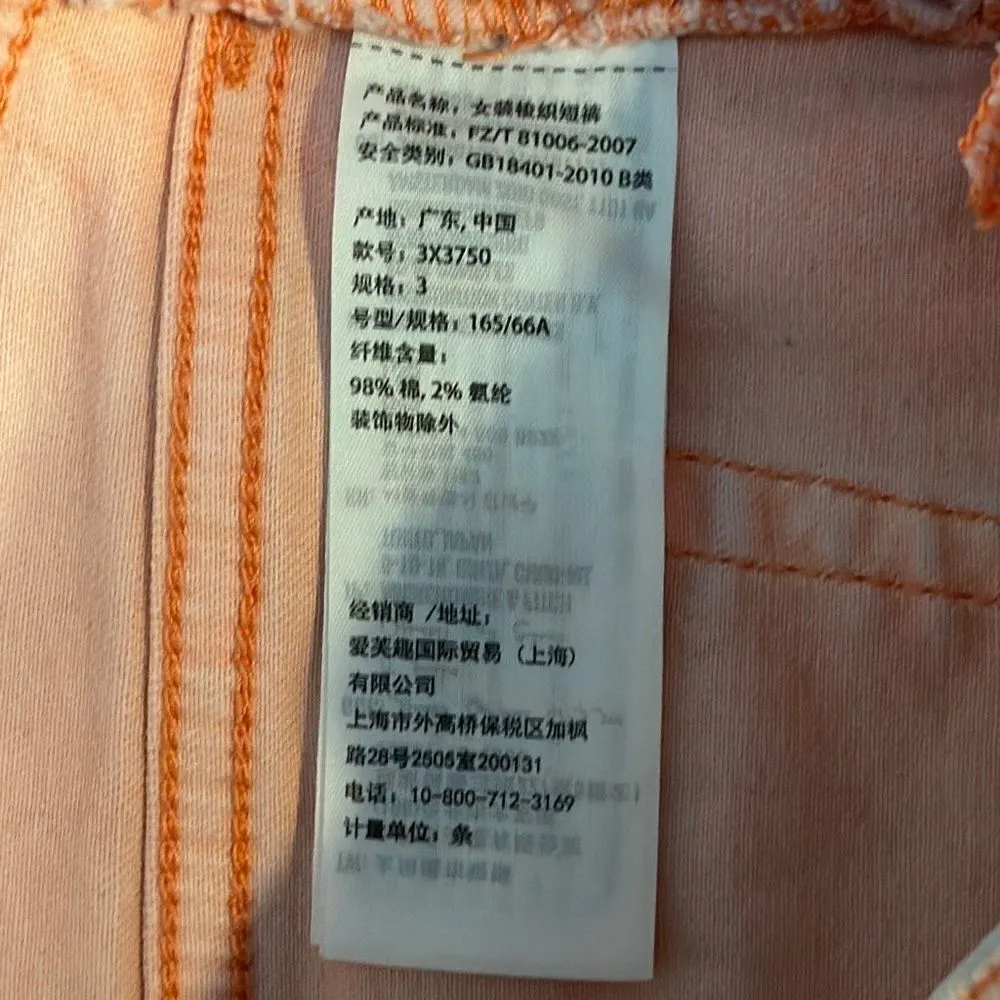 产品名称：女装梭织短裤
产品标准：FZ/T 81006-2007
安全类别：GB18401-2010 B类
产地：广东, 中国
款号：3X3750
规格：3
号型/规格：165/66A
纤维含量：
98% 棉, 2% 氨纶
装饰物除外
经销商 /地址：
爱芙趣国际贸易（上海）
有限公司
上海市外高桥保税区加枫
路28号2505室200131
电话：10-800-712-3169
计量单位：条